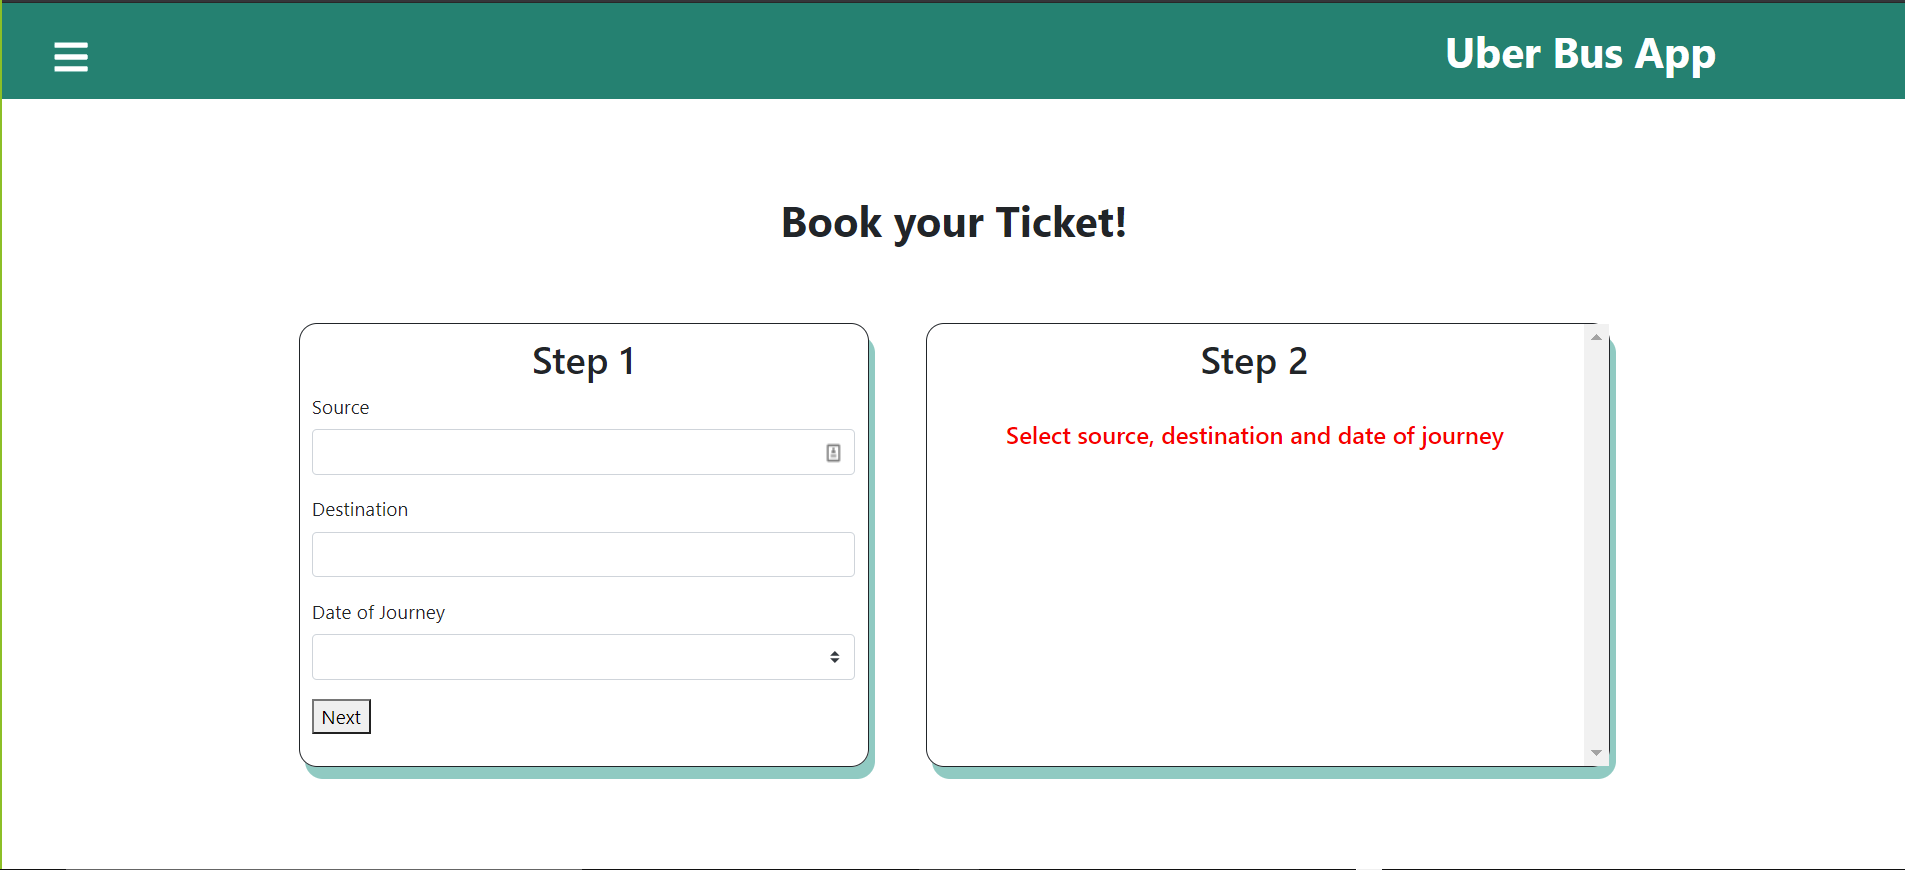 Uber Bus App
Book your Ticket!
Step 1
Source
Destination
Date of Journey
Next
Step 2
Select source, destination and date of journey